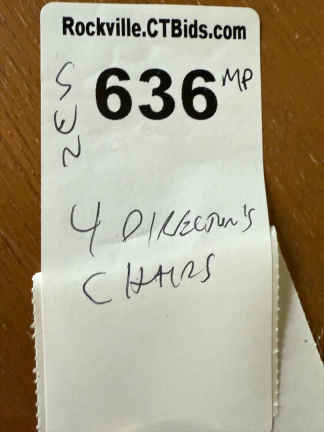 Rockville.CTBids.com
636 MP
4 DIRECTOR'S
CHAIRS